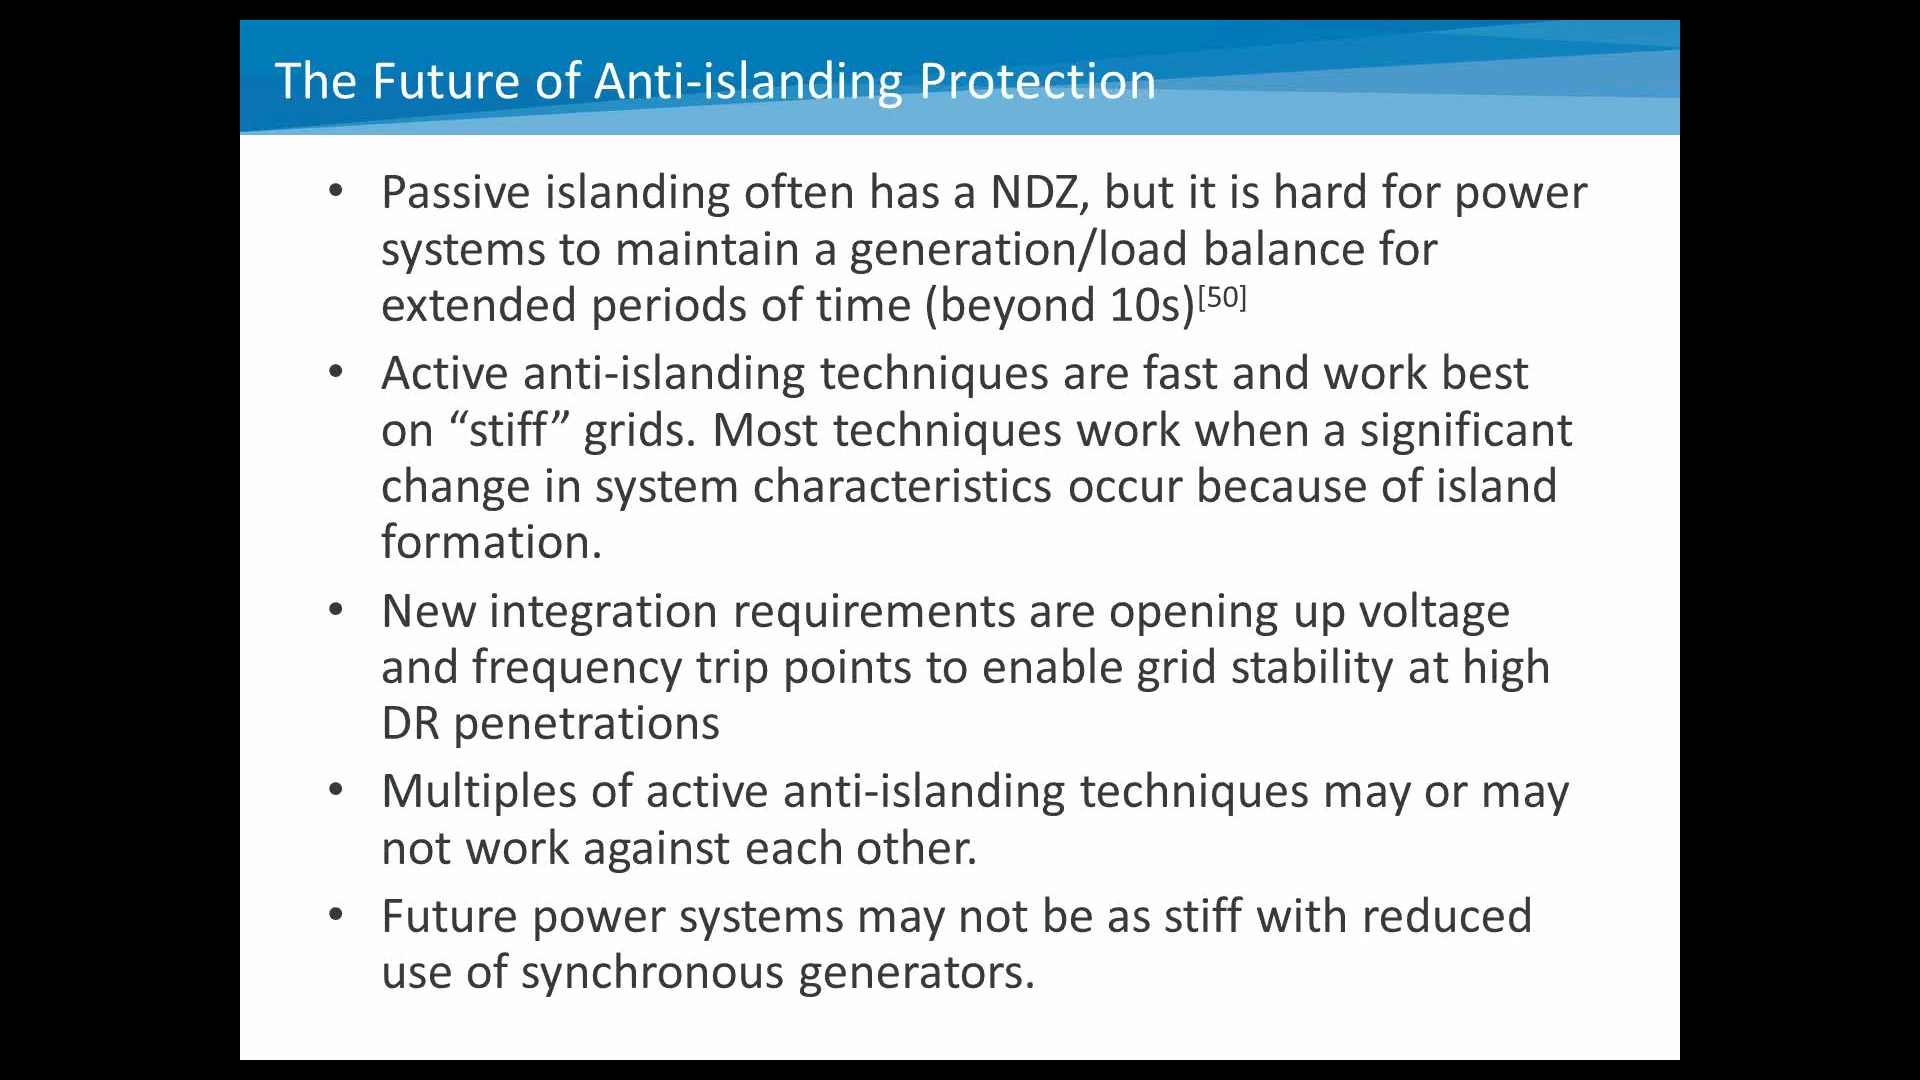 The Future of Anti-islanding Protection
• Passive islanding often has a NDZ, but it is hard for power
systems to maintain a generation/load balance for
extended periods of time (beyond 10s)[50]
• Active anti-islanding techniques are fast and work best
on “stiff” grids. Most techniques work when a significant
change in system characteristics occur because of island
formation.
• New integration requirements are opening up voltage
and frequency trip points to enable grid stability at high
DR penetrations
• Multiples of active anti-islanding techniques may or may
not work against each other.
• Future power systems may not be as stiff with reduced
use of synchronous generators.